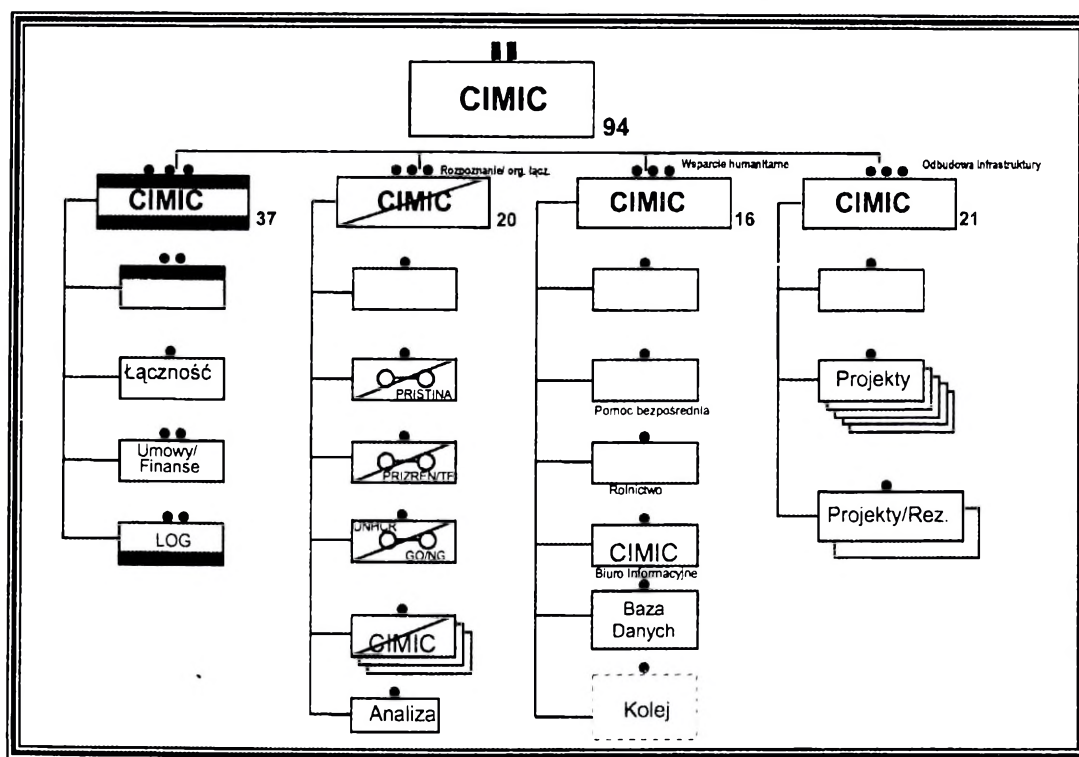 CIMIC
94
CIMIC
37
Łączność
Umowy/
Finanse
LOG
Rozpoznanie/ org. łącz.
CIMIC
20
PRISTINA
PRIZREN/TF
UNHCR
GO/NG
CIMIC
Analiza
Wsparcie humanitarne
CIMIC
16
Pomoc bezpośrednia
Rolnictwo
CIMIC
Biuro Informacyjne
Baza
Danych
Kolej
Odbudowa infrastruktury
CIMIC
21
Projekty
Projekty/Rez.